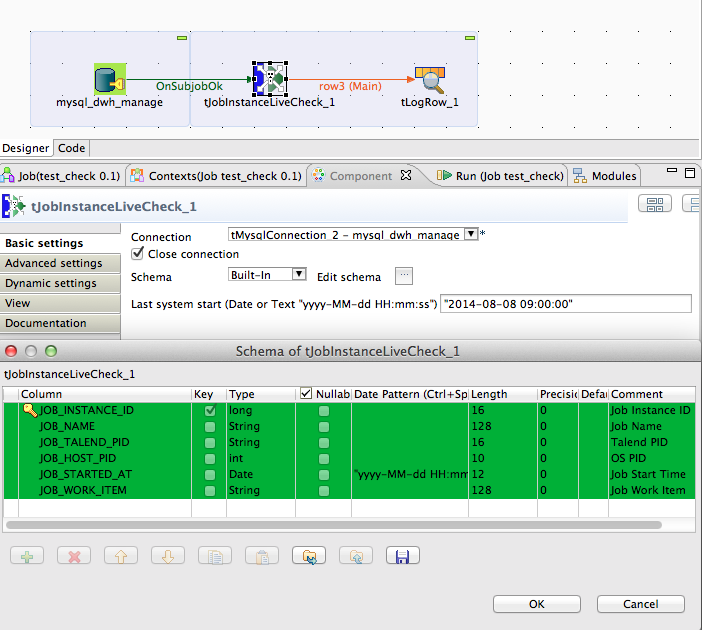 OnSubjobOk
row3 (Main)
mysql_dwh_manage
tJobInstanceLiveCheck_1
tLogRow_1
Designer Code
Job(test_check 0.1) Contexts(Job test_check 0.1) Component Run (Job test_check) Modules
tJobInstanceLiveCheck_1
Basic settings
Advanced settings
Dynamic settings
View
Documentation
Connection tMysqlConnection_2 - mysql_dwh_manage *
Close connection
Schema Built-In Edit schema ...
Last system start (Date or Text "yyyy-MM-dd HH:mm:ss") "2014-08-08 09:00:00"
Schema of tJobInstanceLiveCheck_1
tJobInstanceLiveCheck_1
Column Key Type Nullab Date Pattern (Ctrl+Sp Length Precisio Defau Comment
JOB_INSTANCE_ID long 16 0 Job Instance ID
JOB_NAME String 128 0 Job Name
JOB_TALEND_PID String 16 0 Talend PID
JOB_HOST_PID int 10 0 OS PID
JOB_STARTED_AT Date "yyyy-MM-dd HH:mm 12 0 Job Start Time
JOB_WORK_ITEM String 128 0 Job Work Item
OK Cancel